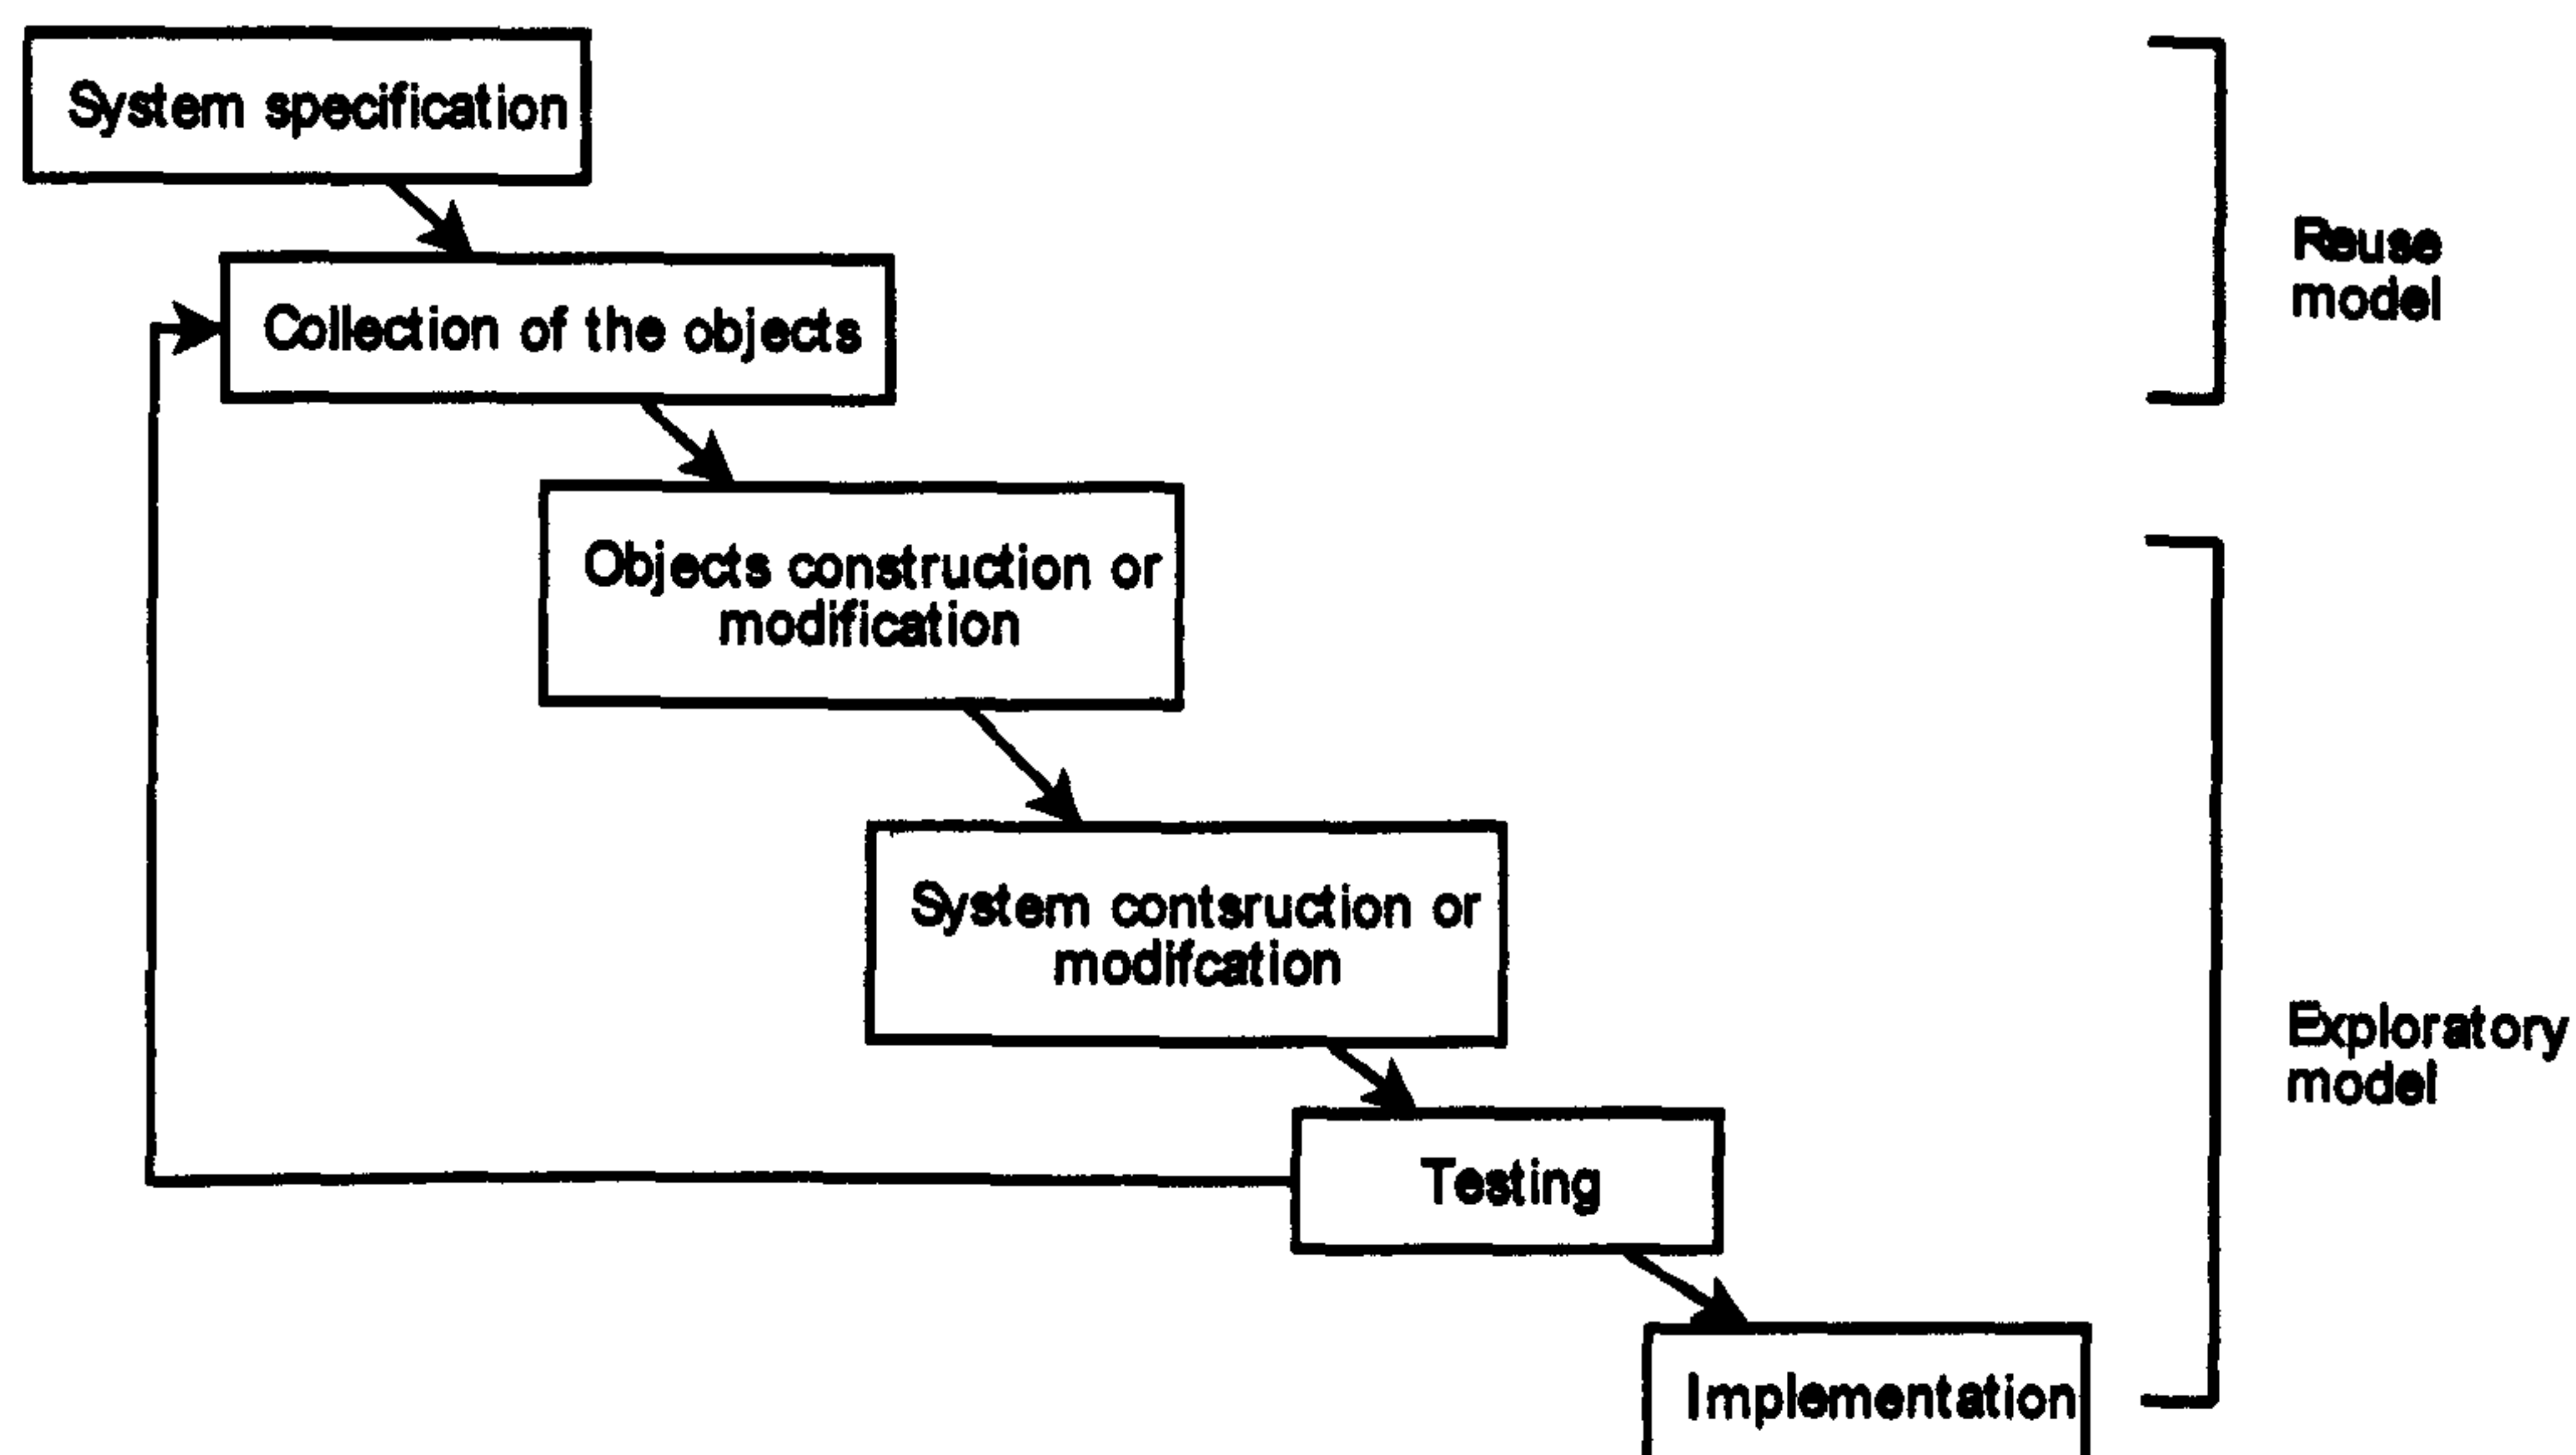 System specification
Collection of the objects
Reuse
model
Objects construction or
modification
System contsruction or
modifcation
Exploratory
model
Testing
Implementation